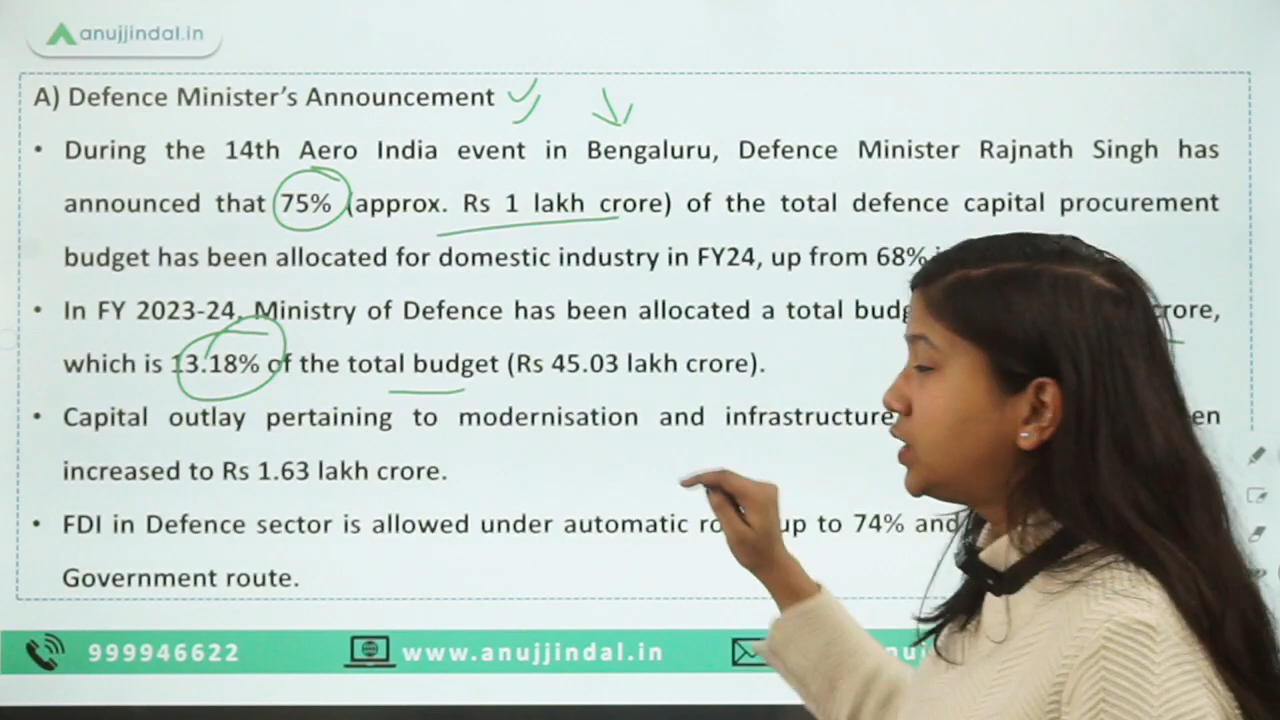 anujjindal.in
A) Defence Minister's Announcement
• During the 14th Aero India event in Bengaluru, Defence Minister Rajnath Singh has
announced that 75% (approx. Rs 1 lakh crore) of the total defence capital procurement
budget has been allocated for domestic industry in FY24, up from 68%
• In FY 2023-24, Ministry of Defence has been allocated a total crore,
which is 13.18% of the total budget (Rs 45.03 lakh crore).
• Capital outlay pertaining to modernisation and infrastructure
increased to Rs 1.63 lakh crore.
• FDI in Defence sector is allowed under automatic up to 74% and
Government route.
999946622 www.anujjindal.in